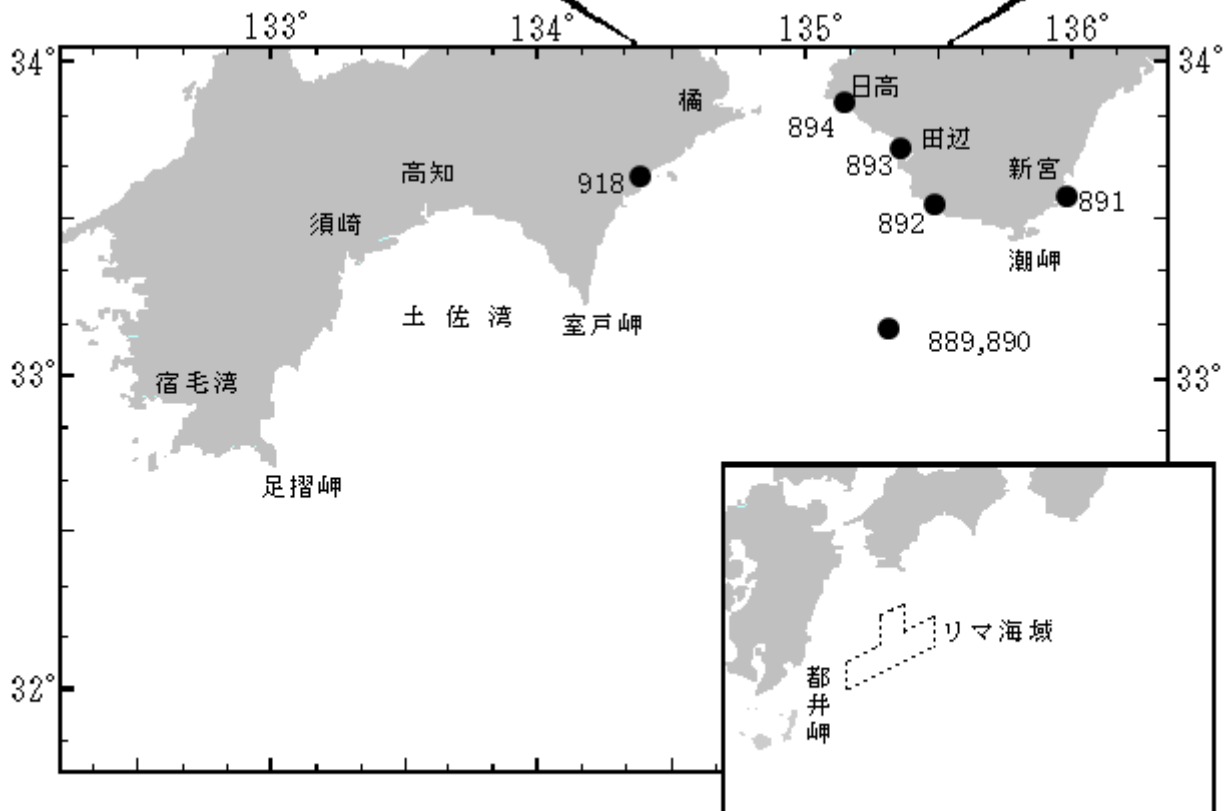 133° 134° 135° 136°
34° 34°
日高
橘
894
田辺
893
新宮
高知
918
891
須崎
892
潮岬
土佐湾
室戸岬
889,890
33° 33°
宿毛湾
足摺岬
リマ海域
都井岬
32°